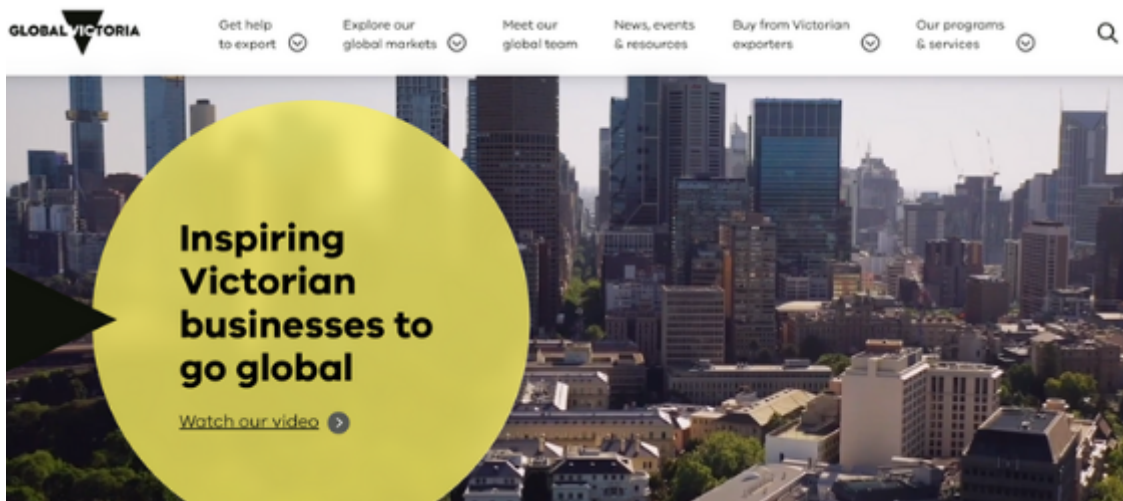 GLOBAL VICTORIA
Get help
to export
Explore our
global markets
Meet our
global team
News, events
& resources
Buy from Victorian
exporters
Our programs
& services
Inspiring
Victorian
businesses to
go global
Watch our video